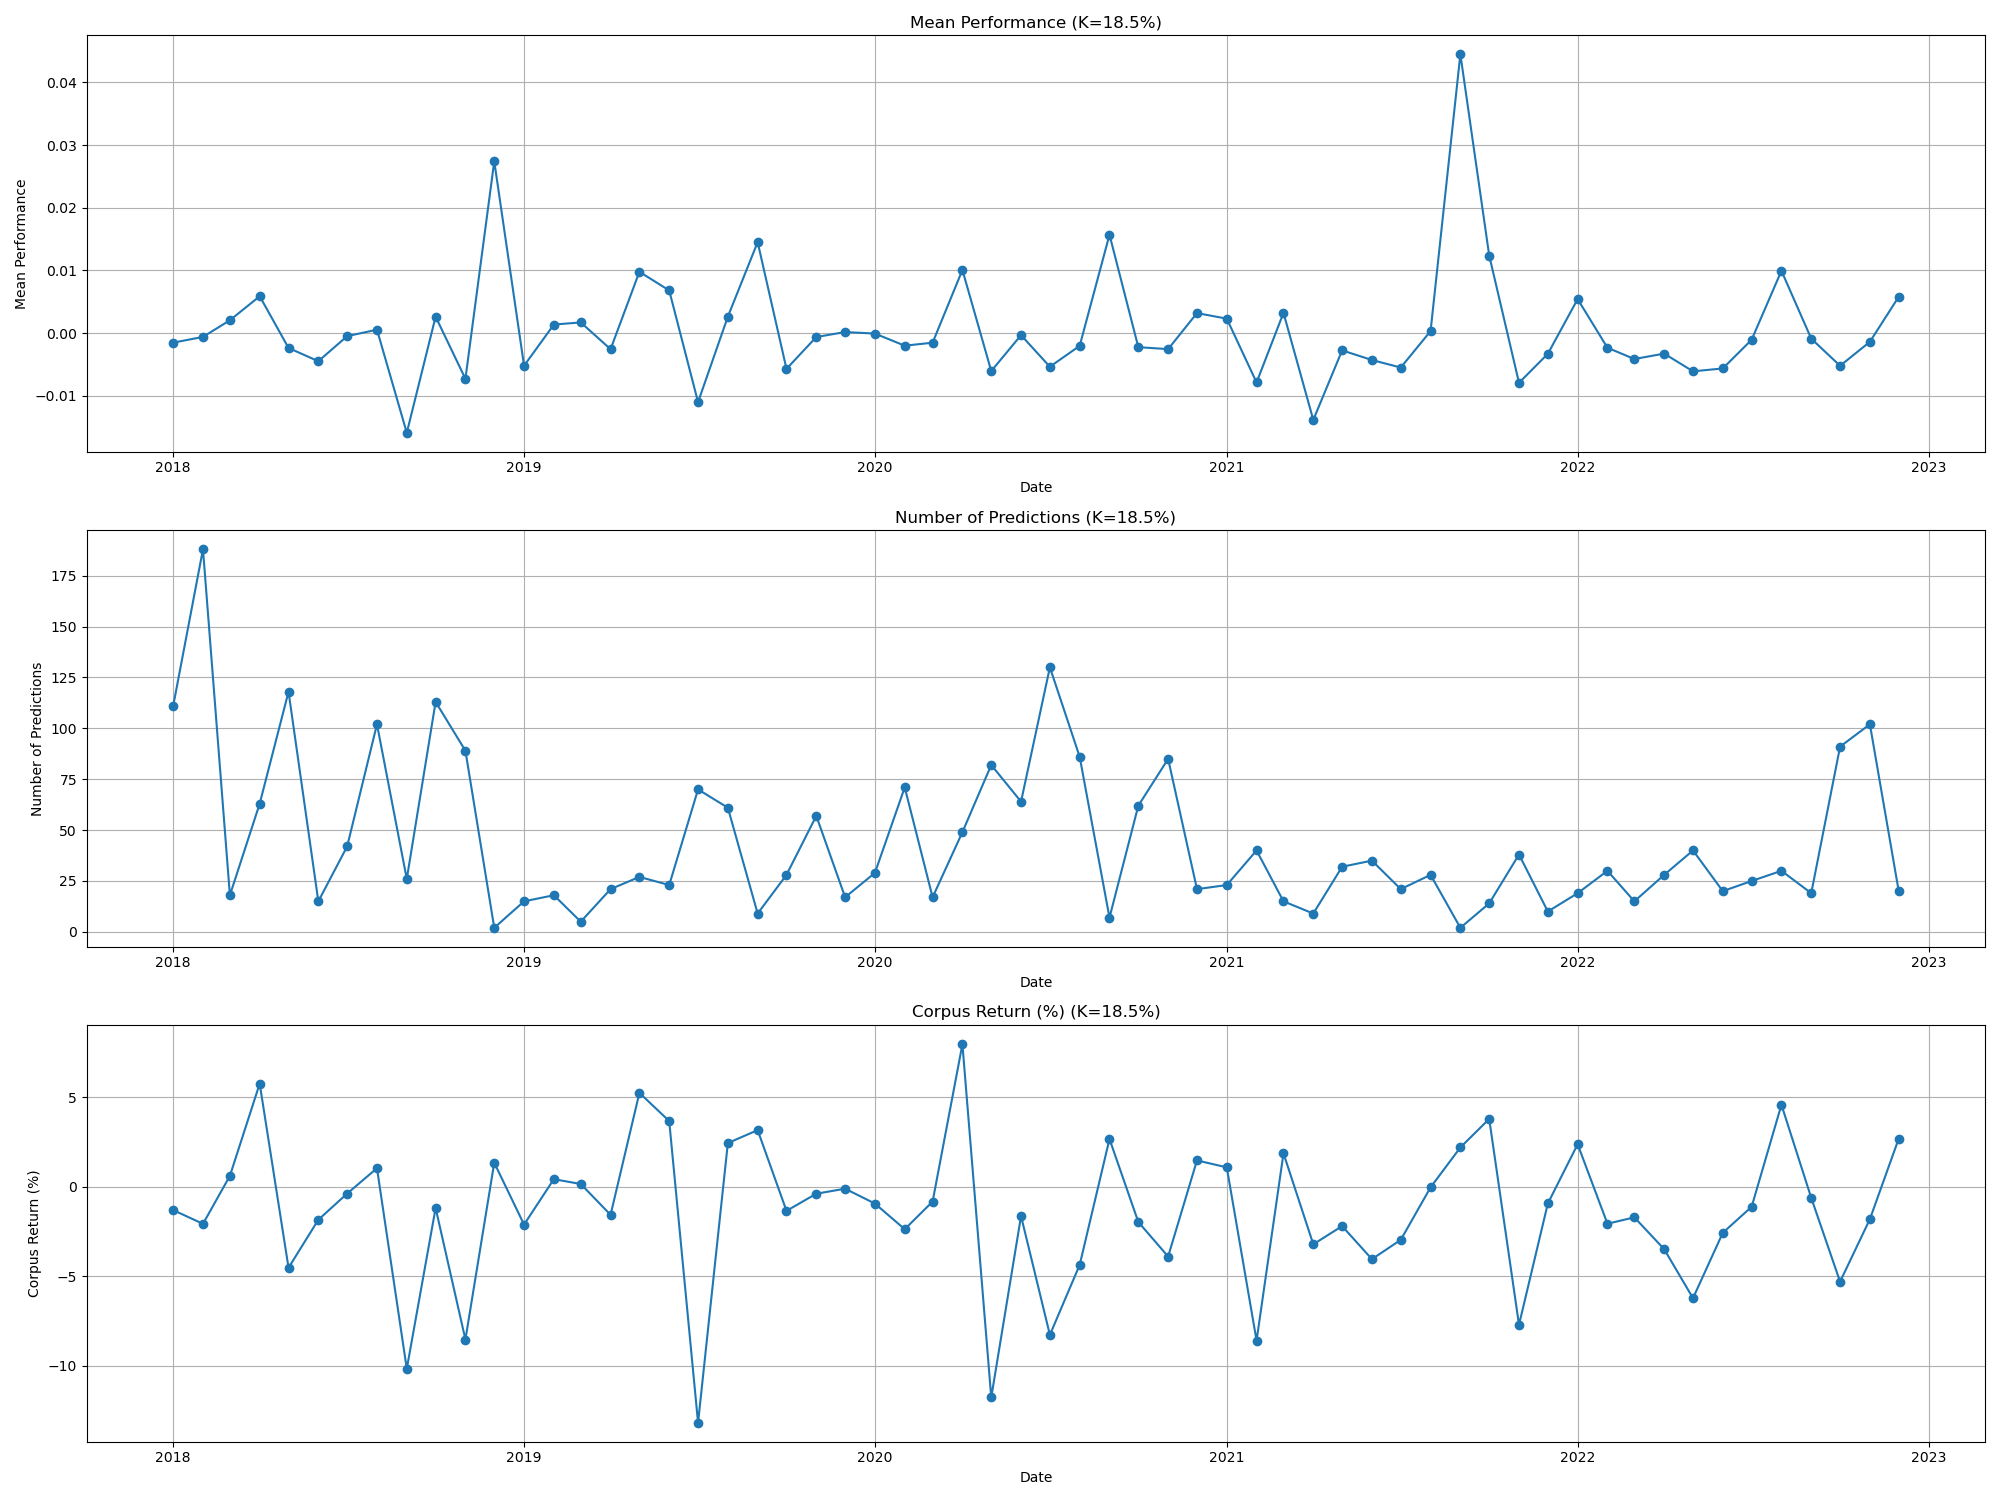 Mean Performance (K=18.5%)
Mean Performance
0.04
0.03
0.02
0.01
0.00
−0.01
2018 2019 2020 2021 2022 2023
Date
Number of Predictions (K=18.5%)
Number of Predictions
175
150
125
100
75
50
25
0
2018 2019 2020 2021 2022 2023
Date
Corpus Return (%) (K=18.5%)
Corpus Return (%)
5
0
−5
−10
2018 2019 2020 2021 2022 2023
Date